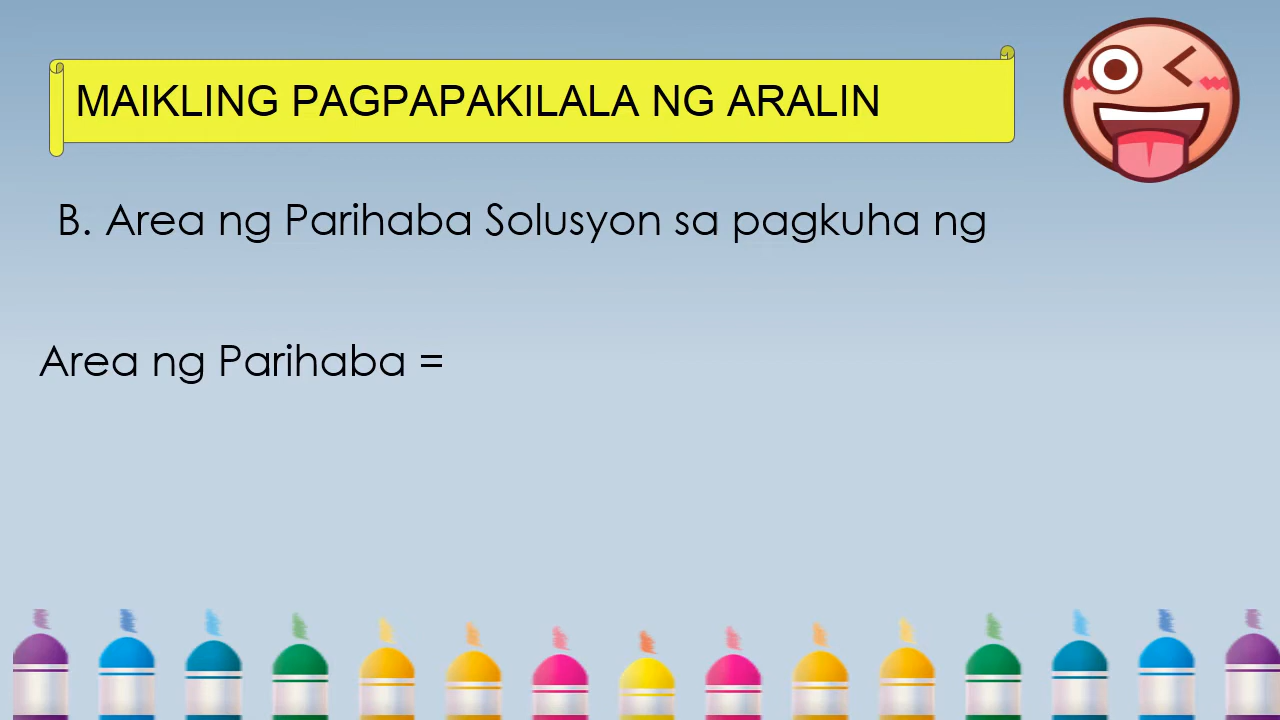 MAIKLING PAGPAPAKILALA NG ARALIN
B. Area ng Parihaba Solusyon sa pagkuha ng
Area ng Parihaba =